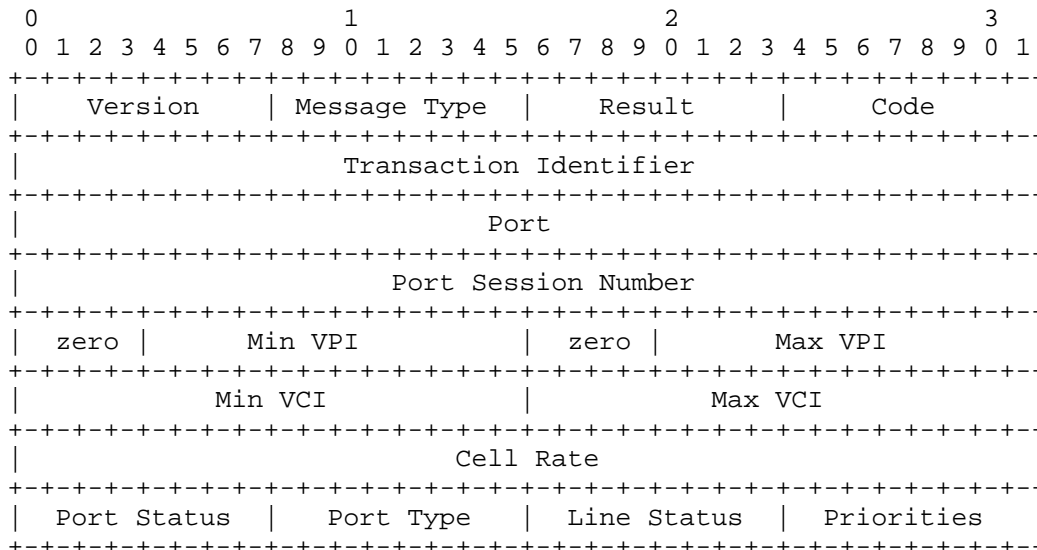 0                   1                   2                   3
 0 1 2 3 4 5 6 7 8 9 0 1 2 3 4 5 6 7 8 9 0 1 2 3 4 5 6 7 8 9 0 1
+-+-+-+-+-+-+-+-+-+-+-+-+-+-+-+-+-+-+-+-+-+-+-+-+-+-+-+-+-+-+-+--
|    Version    | Message Type  |    Result     |     Code
+-+-+-+-+-+-+-+-+-+-+-+-+-+-+-+-+-+-+-+-+-+-+-+-+-+-+-+-+-+-+-+--
|                    Transaction Identifier
+-+-+-+-+-+-+-+-+-+-+-+-+-+-+-+-+-+-+-+-+-+-+-+-+-+-+-+-+-+-+-+--
|                             Port
+-+-+-+-+-+-+-+-+-+-+-+-+-+-+-+-+-+-+-+-+-+-+-+-+-+-+-+-+-+-+-+--
|                       Port Session Number
+-+-+-+-+-+-+-+-+-+-+-+-+-+-+-+-+-+-+-+-+-+-+-+-+-+-+-+-+-+-+-+--
|  zero |      Min VPI          |  zero |       Max VPI
+-+-+-+-+-+-+-+-+-+-+-+-+-+-+-+-+-+-+-+-+-+-+-+-+-+-+-+-+-+-+-+--
|            Min VCI            |           Max VCI
+-+-+-+-+-+-+-+-+-+-+-+-+-+-+-+-+-+-+-+-+-+-+-+-+-+-+-+-+-+-+-+--
|                           Cell Rate
+-+-+-+-+-+-+-+-+-+-+-+-+-+-+-+-+-+-+-+-+-+-+-+-+-+-+-+-+-+-+-+--
|  Port Status  |   Port Type   |  Line Status  |  Priorities
+-+-+-+-+-+-+-+-+-+-+-+-+-+-+-+-+-+-+-+-+-+-+-+-+-+-+-+-+-+-+-+--